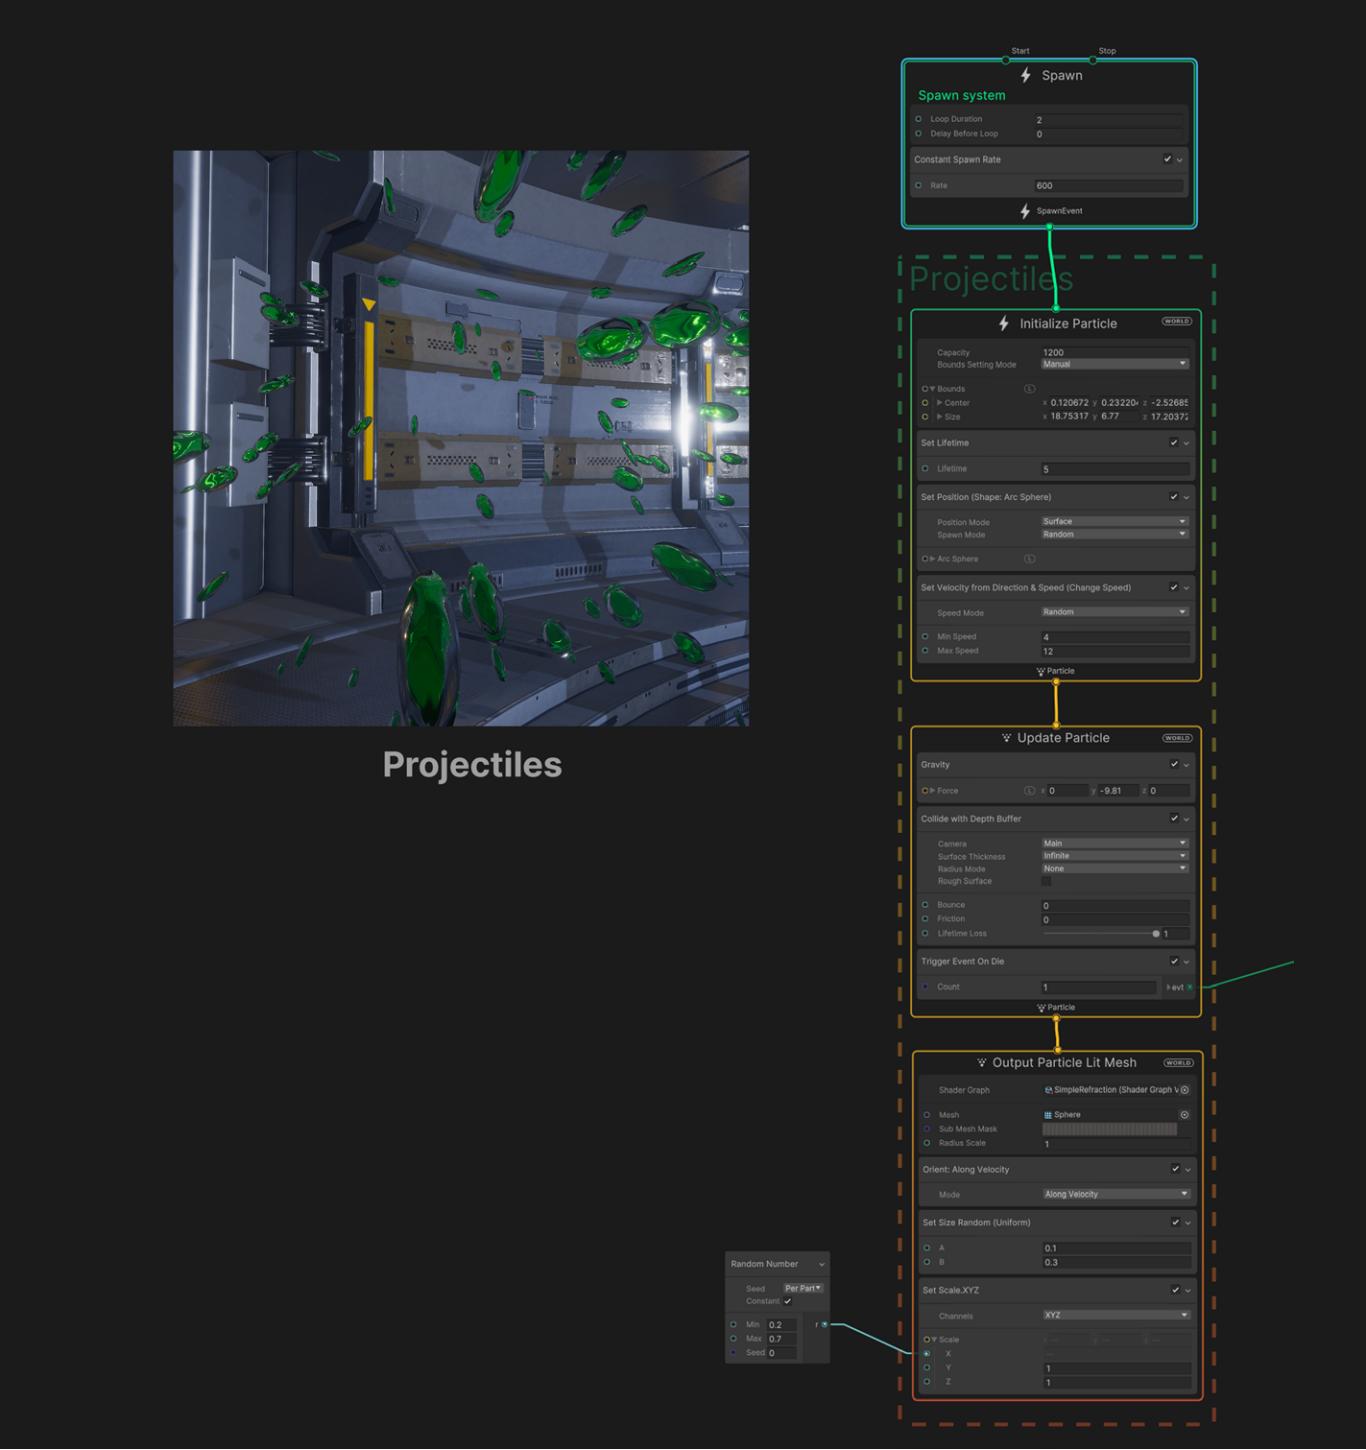 Start
Stop
Spawn
Spawn system
Loop Duration 2
Delay Before Loop 0
Constant Spawn Rate
Rate 600
SpawnEvent
Projectiles
Initialize Particle WORLD
Capacity 1200
Bounds Setting Mode Manual
Bounds L
Center x 0.120672 y 0.23220 z -2.52685
Size x 18.75317 y 6.77 z 17.20372
Set Lifetime
Lifetime 5
Set Position (Shape: Arc Sphere)
Position Mode Surface
Spawn Mode Random
Arc Sphere L
Set Velocity from Direction & Speed (Change Speed)
Speed Mode Random
Min Speed 4
Max Speed 12
Particle
Update Particle WORLD
Gravity
Force L x 0 y -9.81 z 0
Collide with Depth Buffer
Camera Main
Surface Thickness Infinite
Radius Mode None
Rough Surface
Bounce 0
Friction 0
Lifetime Loss 1
Trigger Event On Die
Count 1 evt
Particle
Output Particle Lit Mesh WORLD
Shader Graph SimpleRefraction (Shader Graph V
Mesh Sphere
Sub Mesh Mask
Radius Scale 1
Orient: Along Velocity
Mode Along Velocity
Set Size Random (Uniform)
A 0.1
B 0.3
Set Scale.XYZ
Channels XYZ
Scale x y z
X
Y 1
Z 1
Random Number
Seed Per Part
Constant
Min 0.2 r
Max 0.7
Seed 0
Projectiles